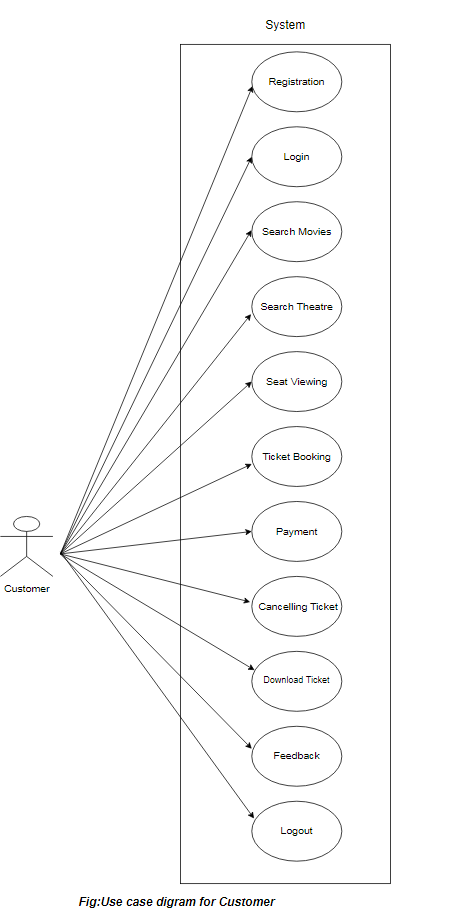 System
Registration
Login
Search Movies
Search Theatre
Seat Viewing
Ticket Booking
Payment
Customer
Cancelling Ticket
Download Ticket
Feedback
Logout
Fig:Use case digram for Customer